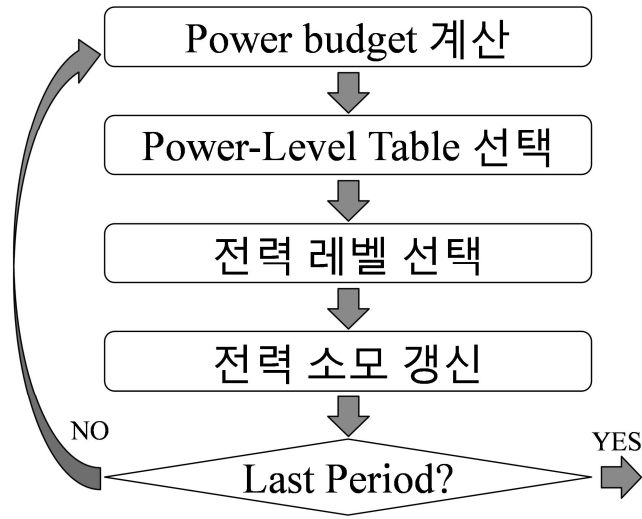 Power budget 계산
Power-Level Table 선택
전력 레벨 선택
전력 소모 갱신
NO
YES
Last Period?